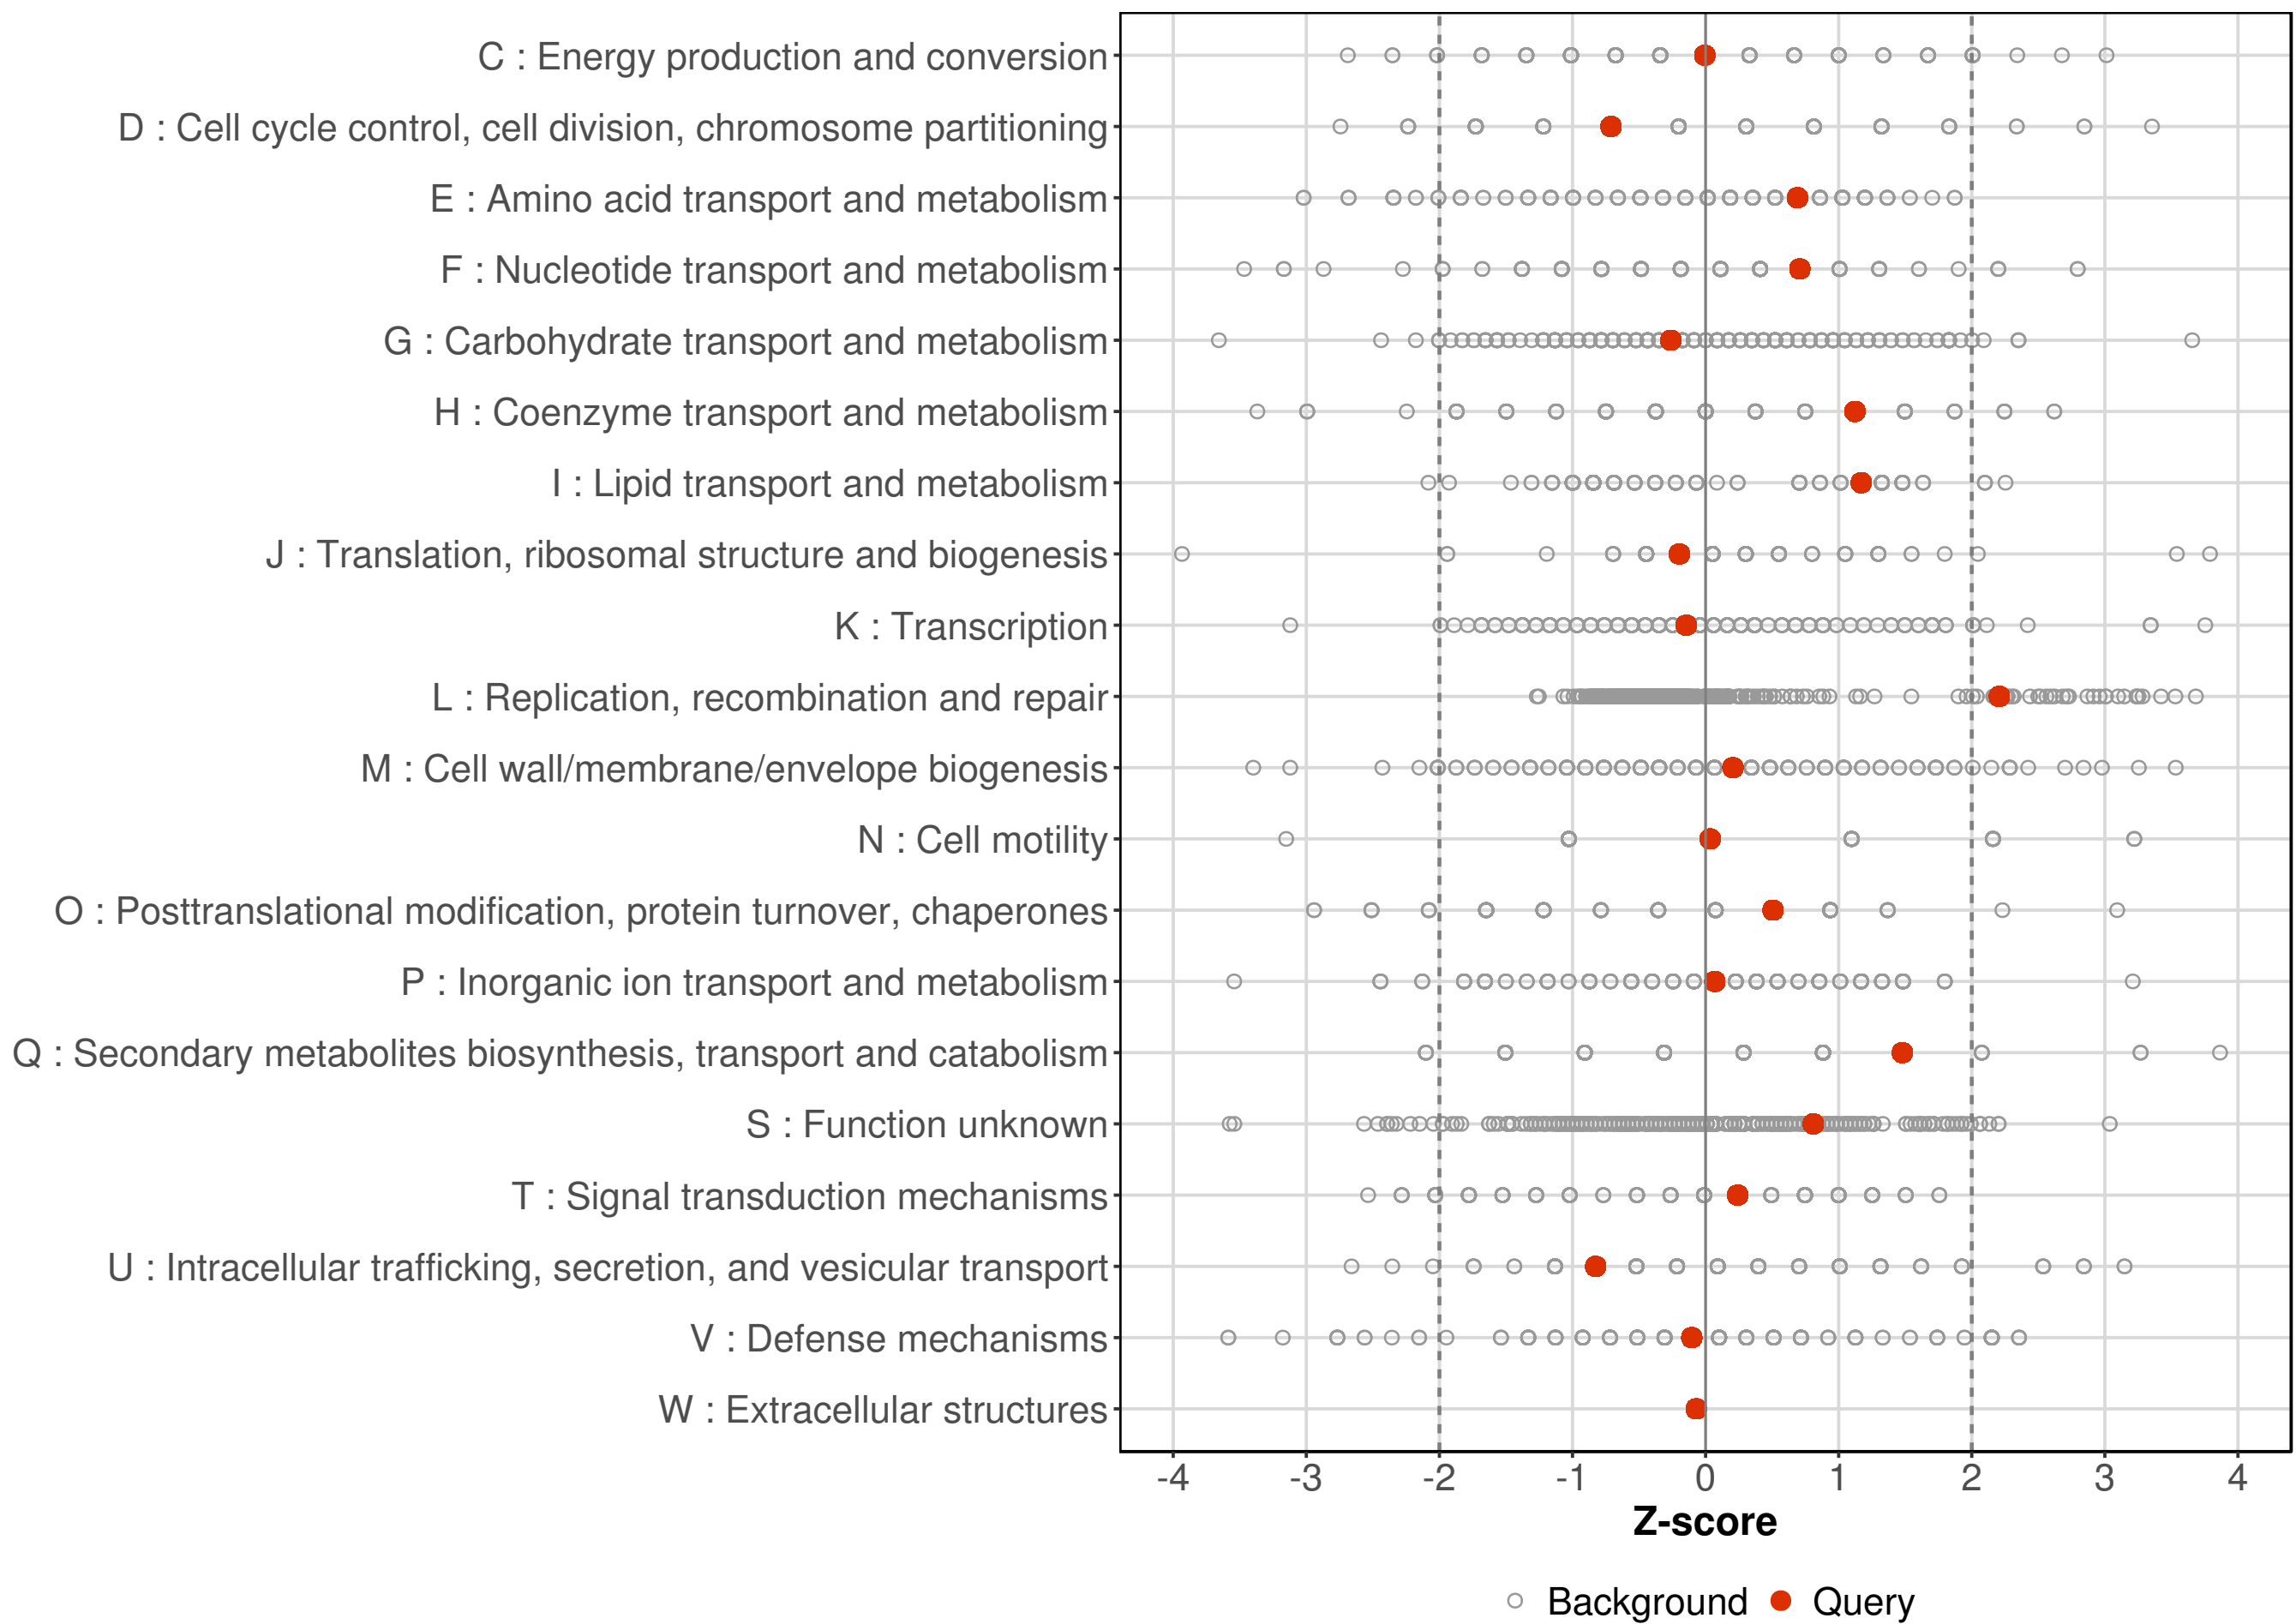 C : Energy production and conversion
D : Cell cycle control, cell division, chromosome partitioning
E : Amino acid transport and metabolism
F : Nucleotide transport and metabolism
G : Carbohydrate transport and metabolism
H : Coenzyme transport and metabolism
I : Lipid transport and metabolism
J : Translation, ribosomal structure and biogenesis
K : Transcription
L : Replication, recombination and repair
M : Cell wall/membrane/envelope biogenesis
N : Cell motility
O : Posttranslational modification, protein turnover, chaperones
P : Inorganic ion transport and metabolism
Q : Secondary metabolites biosynthesis, transport and catabolism
S : Function unknown
T : Signal transduction mechanisms
U : Intracellular trafficking, secretion, and vesicular transport
V : Defense mechanisms
W : Extracellular structures
-4 -3 -2 -1 0 1 2 3 4
Z-score
Background Query